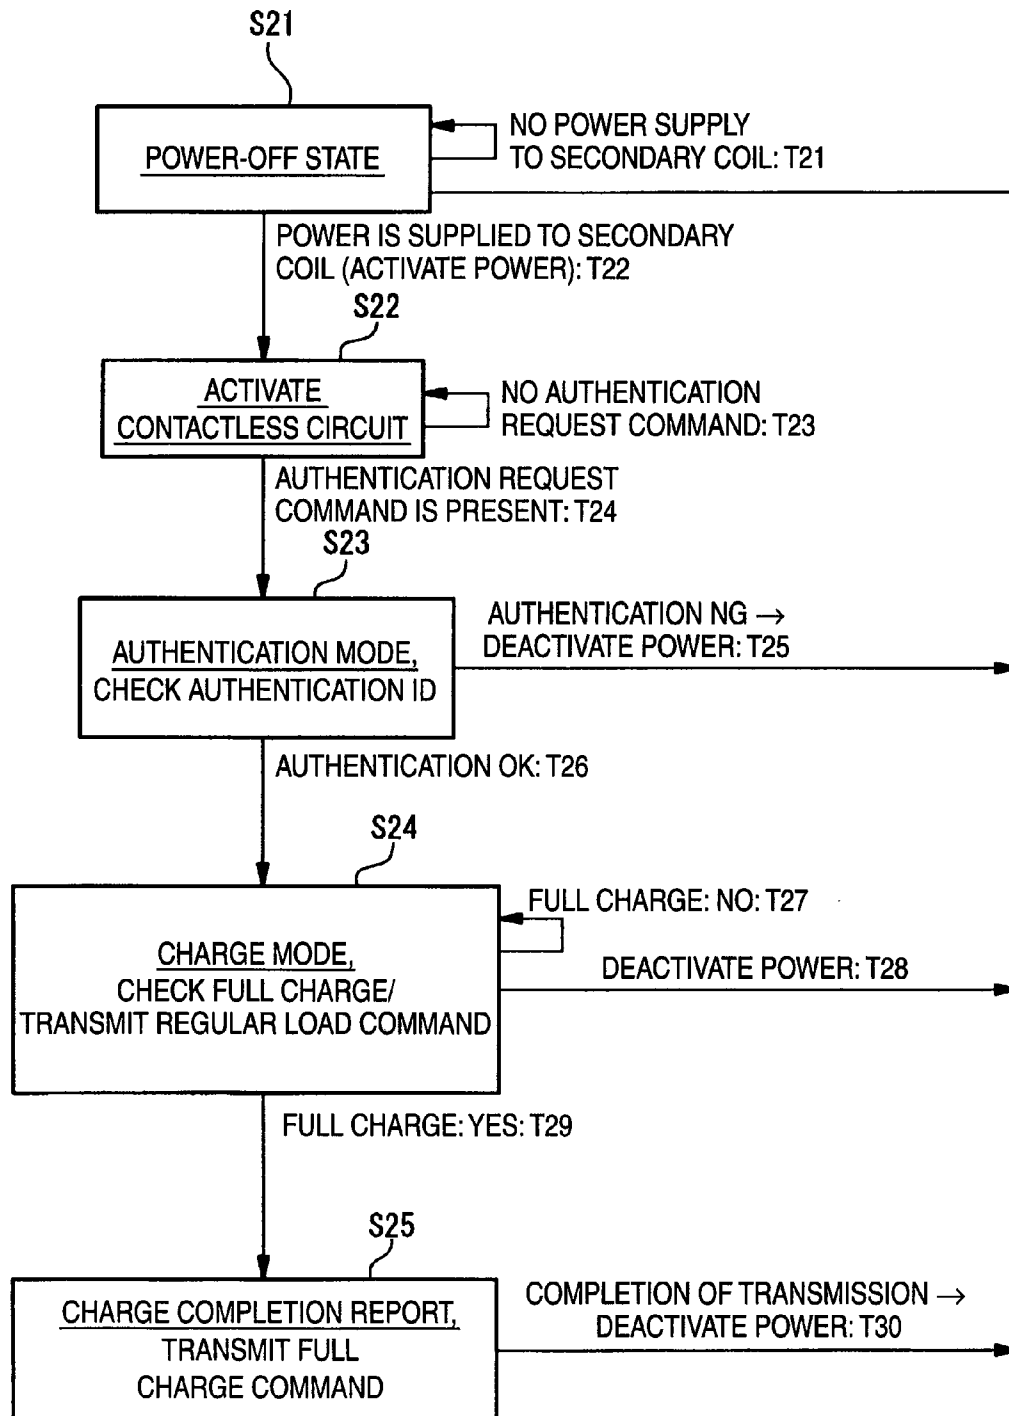 S21
POWER-OFF STATE
NO POWER SUPPLY
TO SECONDARY COIL: T21
POWER IS SUPPLIED TO SECONDARY
COIL (ACTIVATE POWER): T22
S22
ACTIVATE
CONTACTLESS CIRCUIT
NO AUTHENTICATION
REQUEST COMMAND: T23
AUTHENTICATION REQUEST
COMMAND IS PRESENT: T24
S23
AUTHENTICATION MODE,
CHECK AUTHENTICATION ID
AUTHENTICATION NG →
DEACTIVATE POWER: T25
AUTHENTICATION OK: T26
S24
CHARGE MODE,
CHECK FULL CHARGE/
TRANSMIT REGULAR LOAD COMMAND
FULL CHARGE: NO: T27
DEACTIVATE POWER: T28
FULL CHARGE: YES: T29
S25
CHARGE COMPLETION REPORT,
TRANSMIT FULL
CHARGE COMMAND
COMPLETION OF TRANSMISSION →
DEACTIVATE POWER: T30